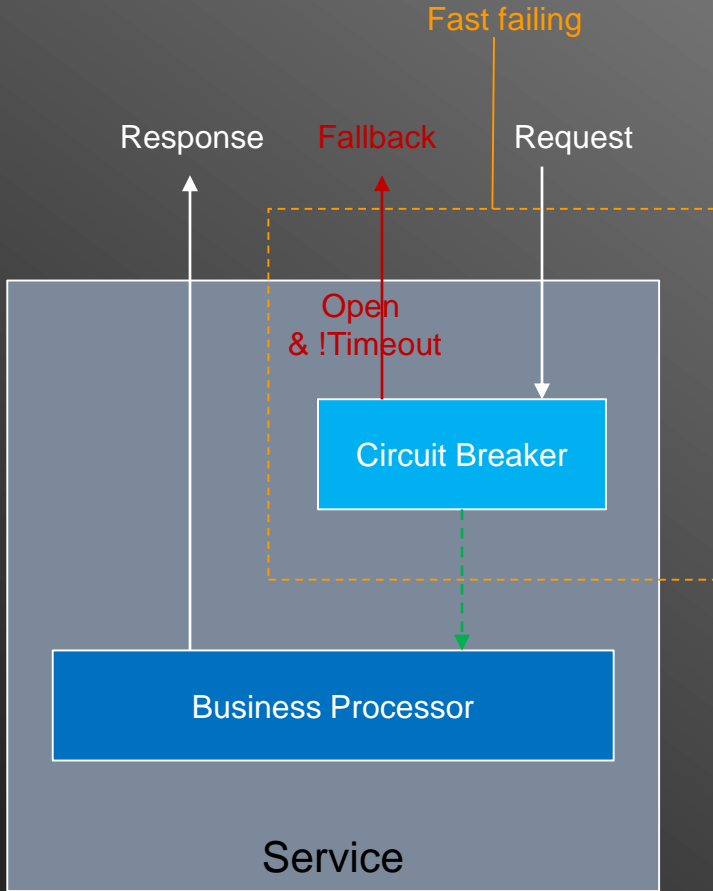 Fast failing
Response
Fallback
Request
Open
& !Timeout
Circuit Breaker
Business Processor
Service